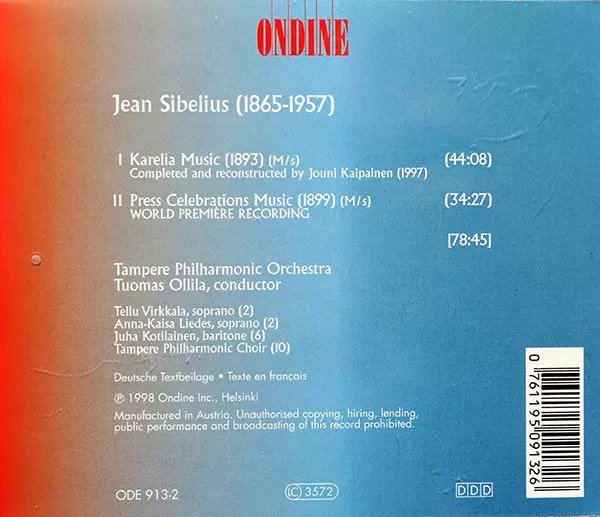 ONDINE
Jean Sibelius (1865-1957)
1 Karelia Music (1893) (M/s) (44:08)
Completed and reconstructed by Jouni Kaipainen (1997)
11 Press Celebrations Music (1899) (M/s) (34:27)
WORLD PREMIÈRE RECORDING
[78:45]
Tampere Philharmonic Orchestra
Tuomas Ollila, conductor
Tellu Virkkala, soprano (2)
Anna-Kaisa Liedes, soprano (2)
Juha Kotilainen, baritone (6)
Tampere Philharmonic Choir (10)
Deutsche Textbeilage • Texte en français
℗ 1998 Ondine Inc., Helsinki
Manufactured in Austria. Unauthorised copying, hiring, lending,
public performance and broadcasting of this record prohibited.
ODE 913-2
LC 3572
DDD
0 761195 091326